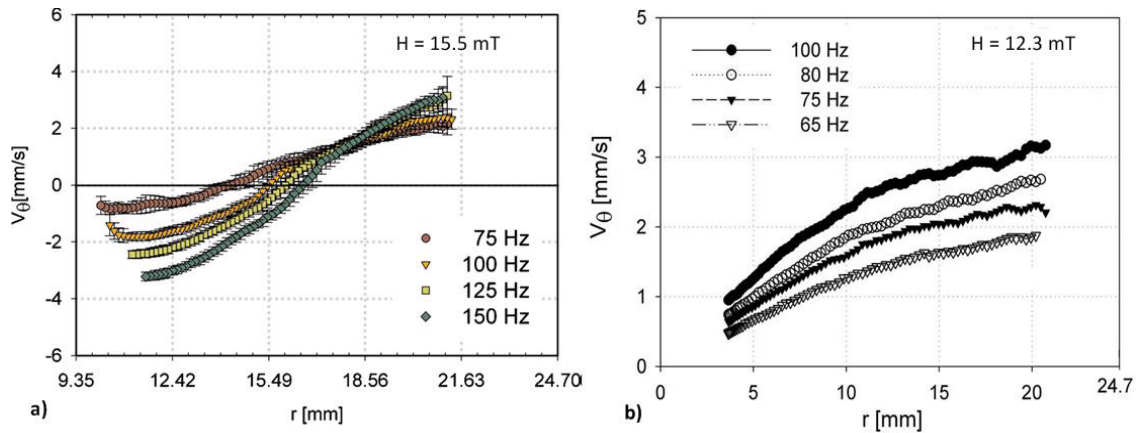 6
4
2
0
-2
-4
-6
Vθ[mm/s]
H = 15.5 mT
75 Hz
100 Hz
125 Hz
150 Hz
9.35 12.42 15.49 18.56 21.63 24.70
a)
r [mm]
5
4
3
2
1
0
Vθ [mm/s]
100 Hz
80 Hz
75 Hz
65 Hz
H = 12.3 mT
0 5 10 15 20 24.7
b)
r [mm]